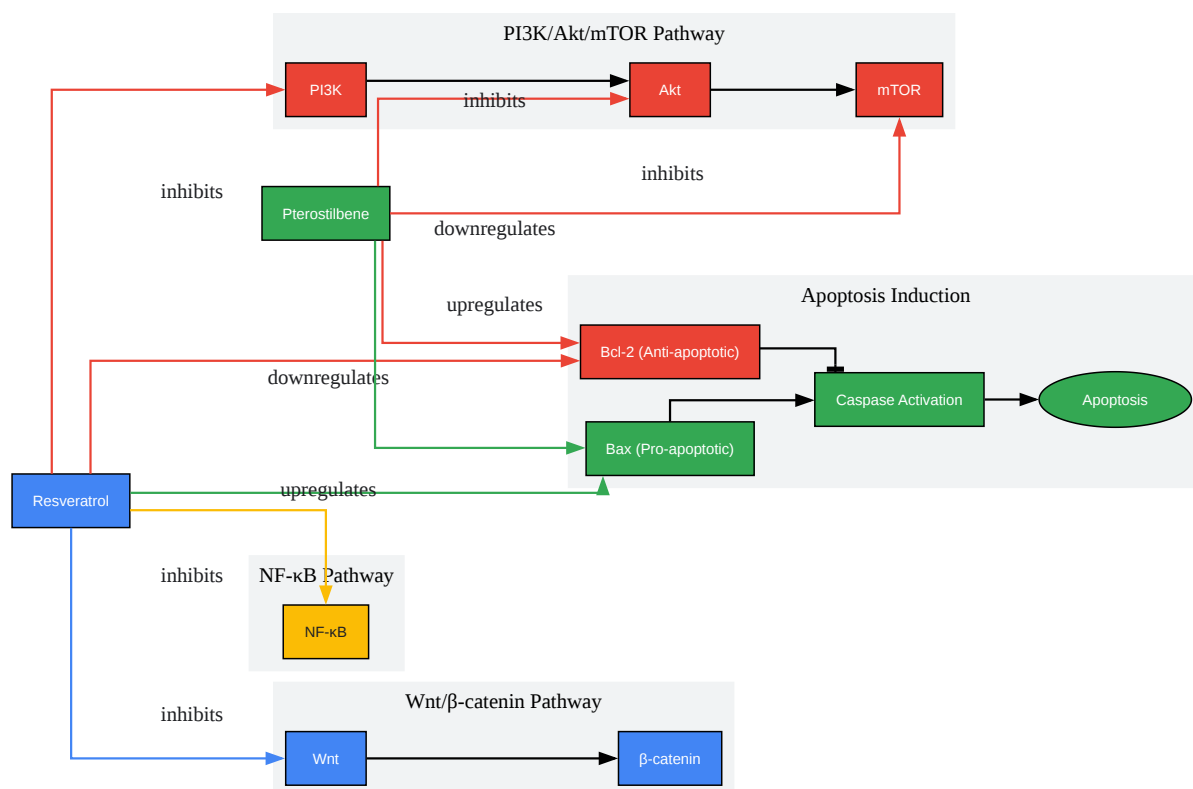 PI3K/Akt/mTOR Pathway
PI3K
Akt
mTOR
inhibits
inhibits
inhibits
Pterostilbene
downregulates
Apoptosis Induction
upregulates
Bcl-2 (Anti-apoptotic)
downregulates
Caspase Activation
Apoptosis
Bax (Pro-apoptotic)
upregulates
Resveratrol
inhibits
NF-κB Pathway
NF-κB
Wnt/β-catenin Pathway
inhibits
Wnt
β-catenin